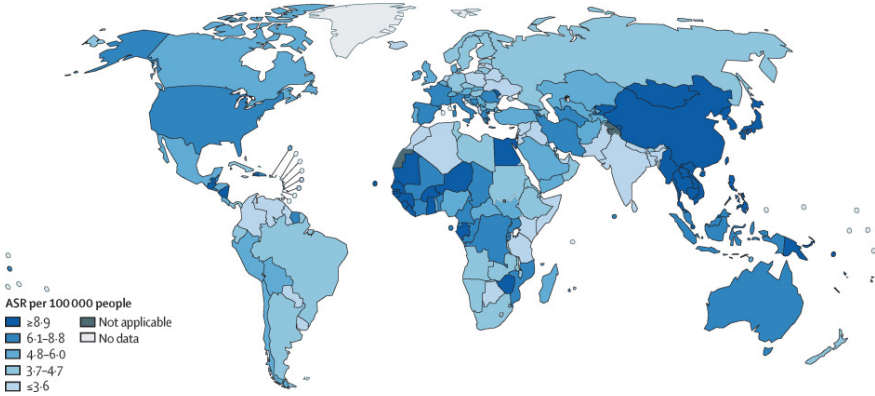 ASR per 100 000 people
≥8·9
6·1–8·8
4·8–6·0
3·7–4·7
≤3·6
Not applicable
No data